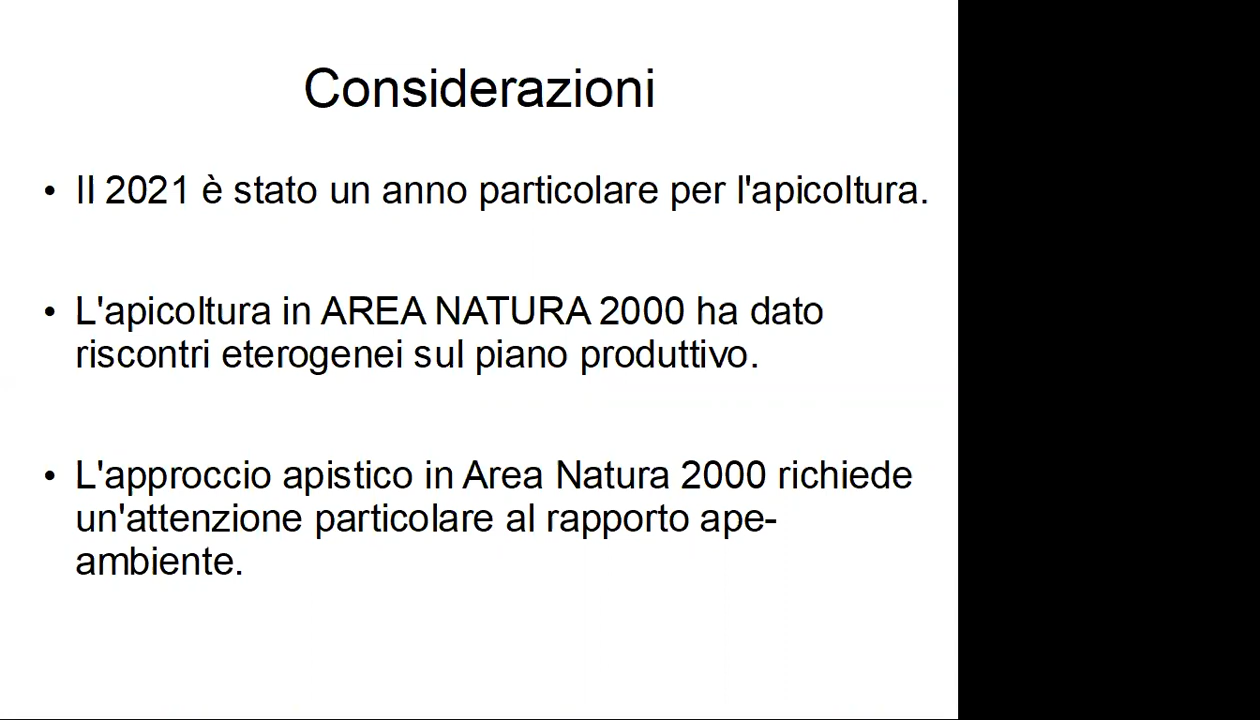 Considerazioni
• Il 2021 è stato un anno particolare per l'apicoltura.
• L'apicoltura in AREA NATURA 2000 ha dato
riscontri eterogenei sul piano produttivo.
• L'approccio apistico in Area Natura 2000 richiede
un'attenzione particolare al rapporto ape-
ambiente.